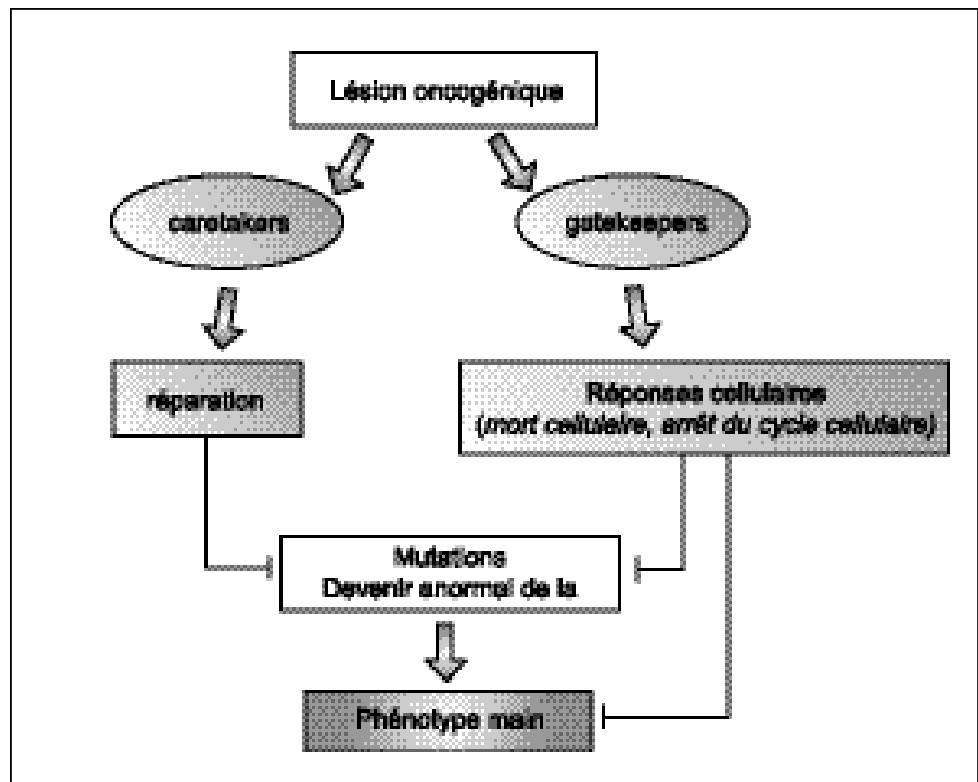 Lésion oncogénique
caretakers
gatekeepers
réparation
Réponses cellulaires
(mort cellulaire, arrêt du cycle cellulaire)
Mutations
Devenir anormal de la
Phénotype main